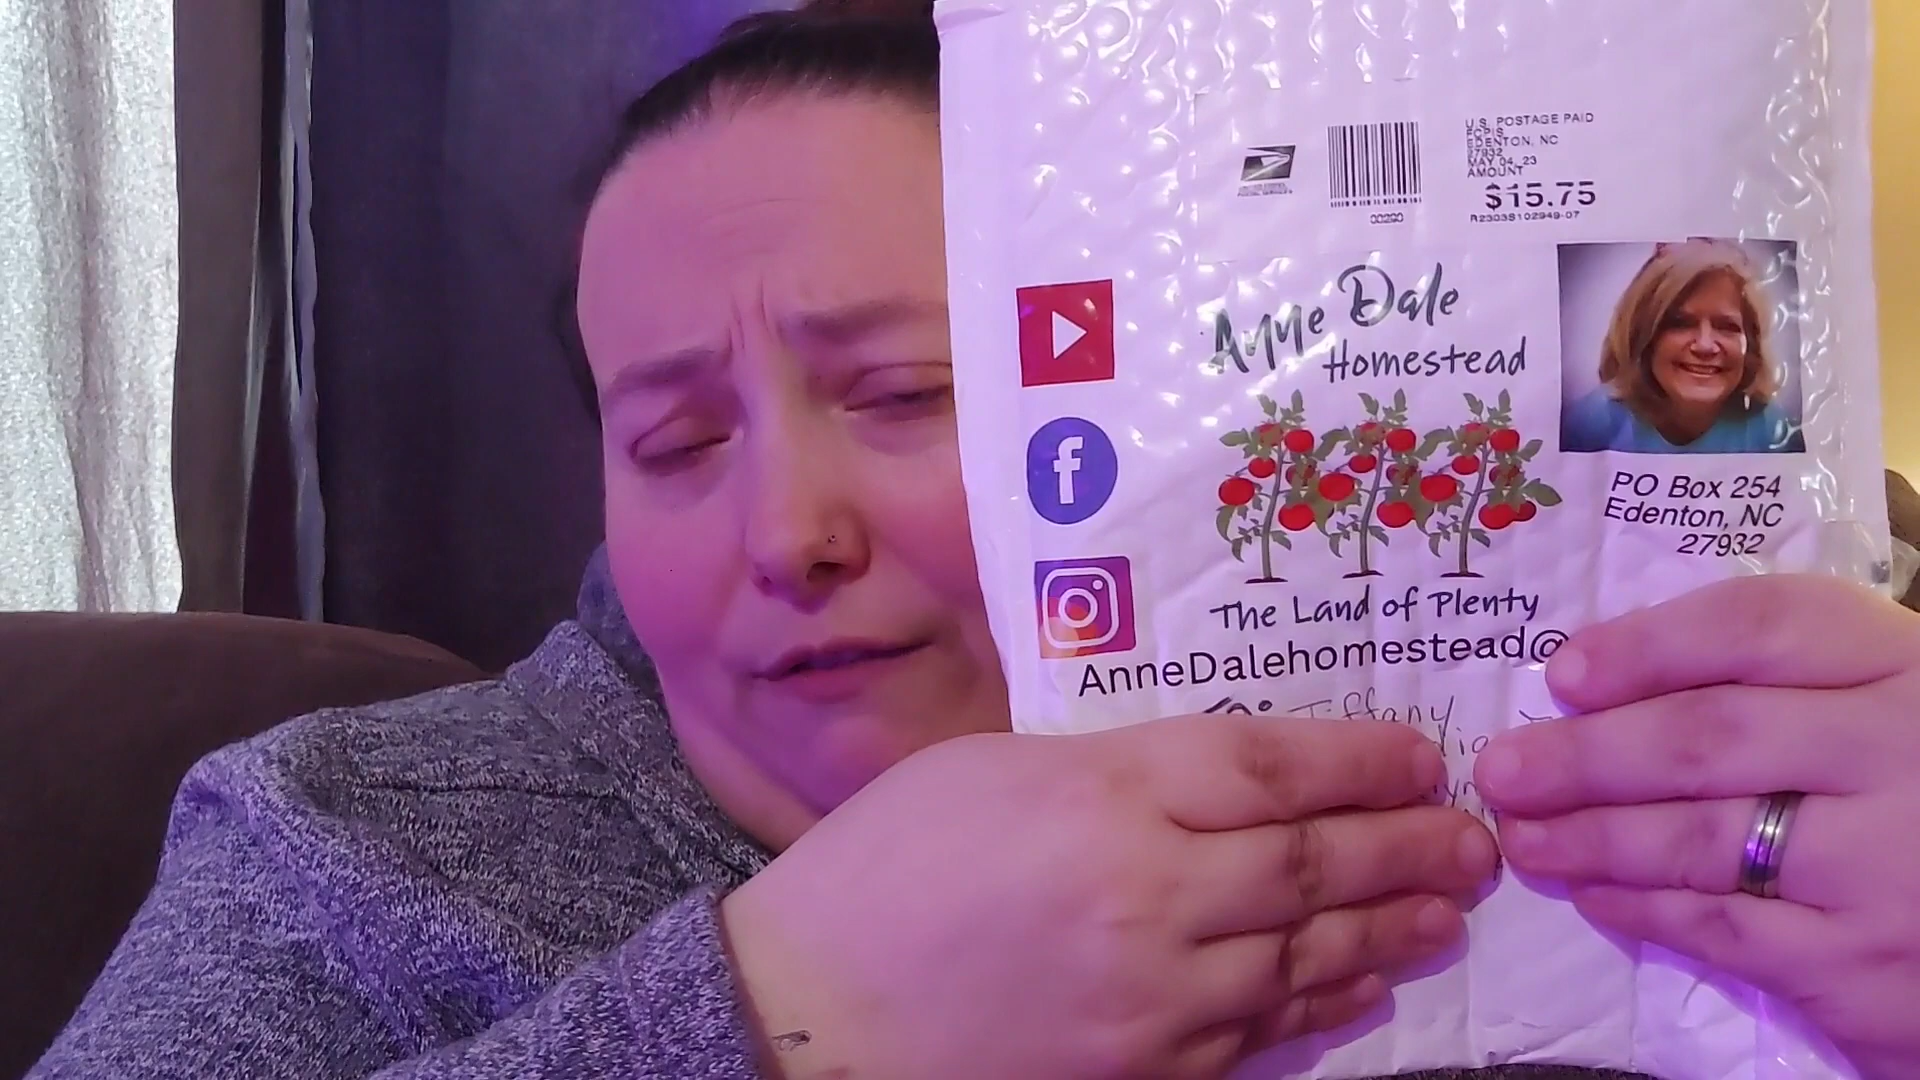 U.S. POSTAGE PAID
FCPIS
EDENTON, NC
27932
MAY 04, 23
AMOUNT
$15.75
R2303S102949-07
00290
Anne Dale
Homestead
PO Box 254
Edenton, NC
27932
The Land of Plenty
AnneDalehomestead@
Tiffany